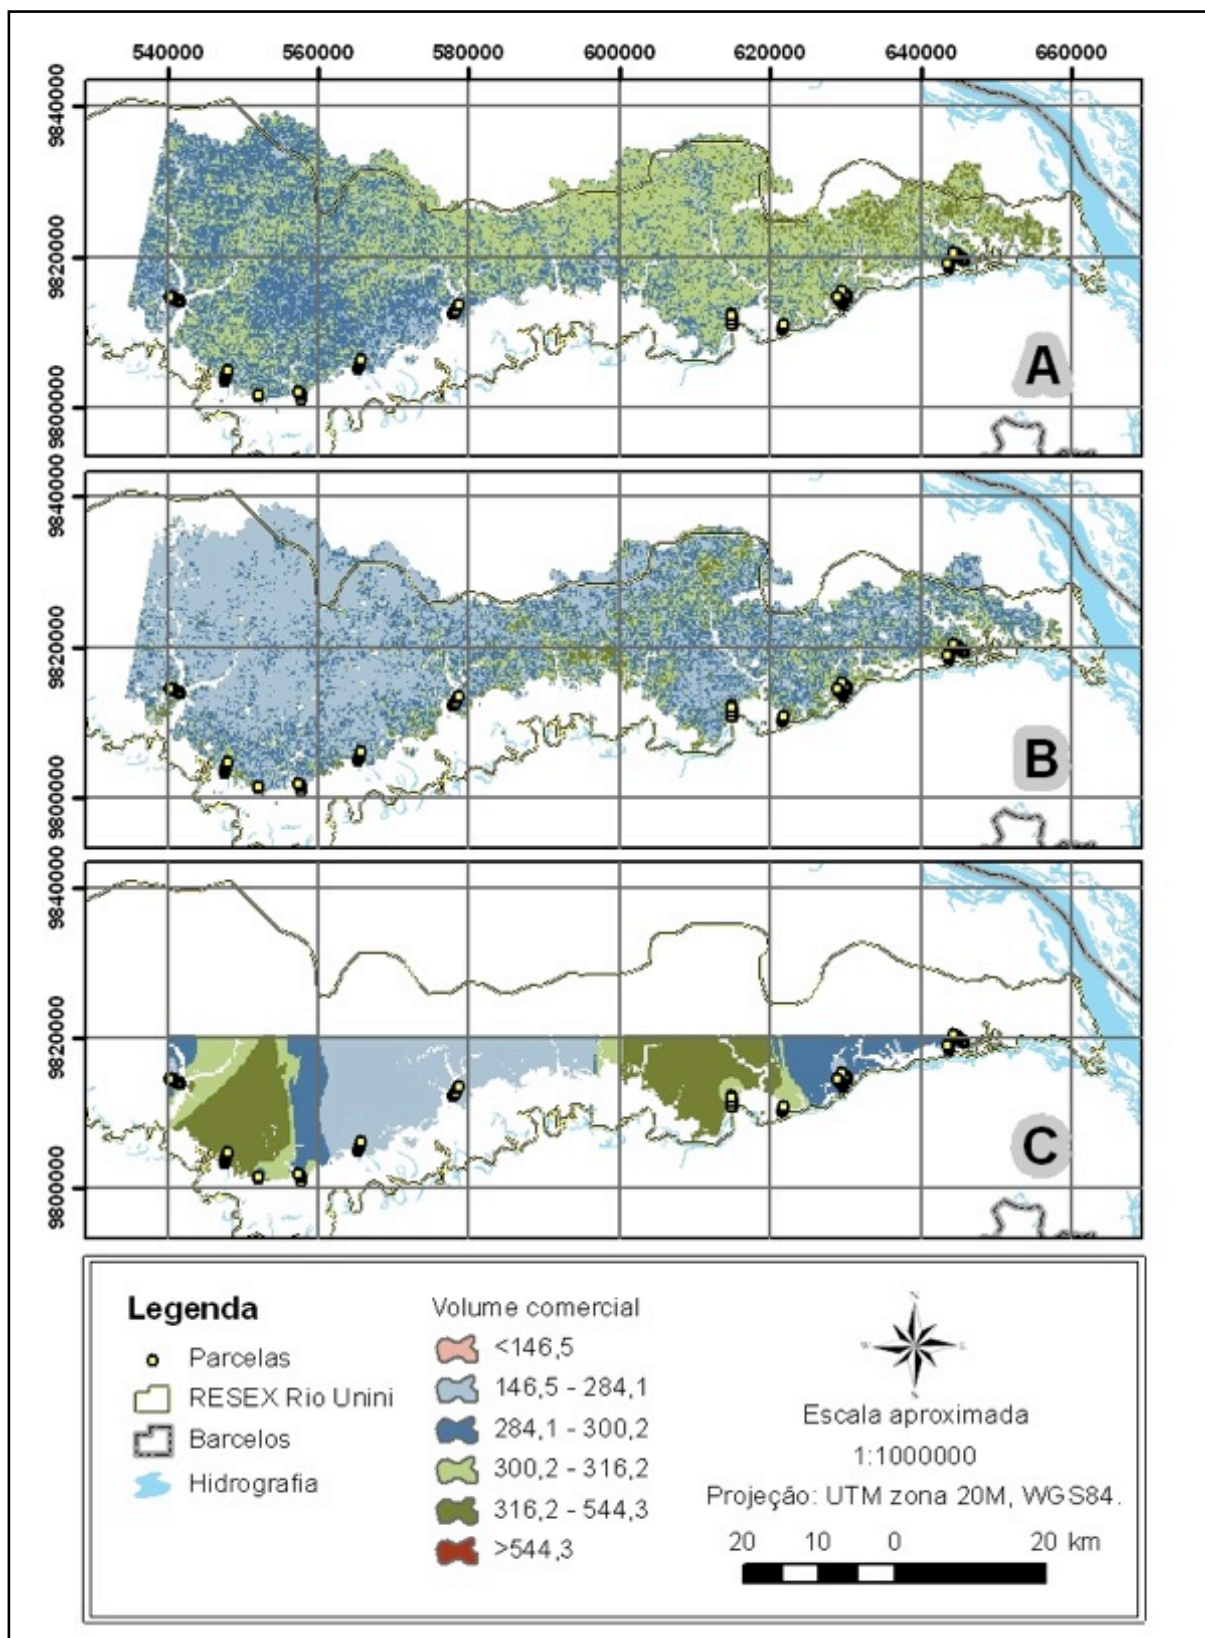 540000 560000 580000 600000 620000 640000 660000
9840000
9820000
9800000
A
9840000
9820000
9800000
B
9840000
9820000
9800000
C
Legenda
Parcelas
RESEX Rio Unini
Barcelos
Hidrografia
Volume comercial
<146,5
146,5 - 284,1
284,1 - 300,2
300,2 - 316,2
316,2 - 544,3
>544,3
N
W E
S
Escala aproximada
1:1000000
Projeção: UTM zona 20M, WGS84.
20 10 0 20 km